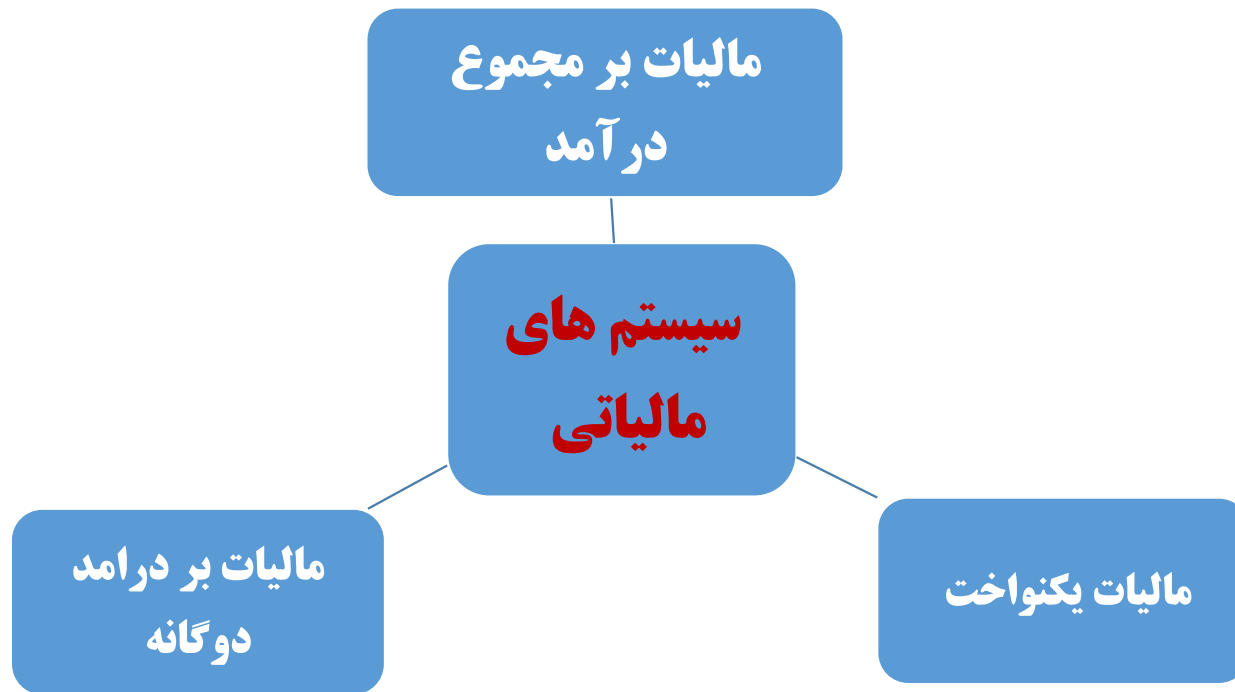 مالیات بر مجموع
درآمد
سیستم های
مالیاتی
مالیات یکنواخت
مالیات بر درامد
دوگانه